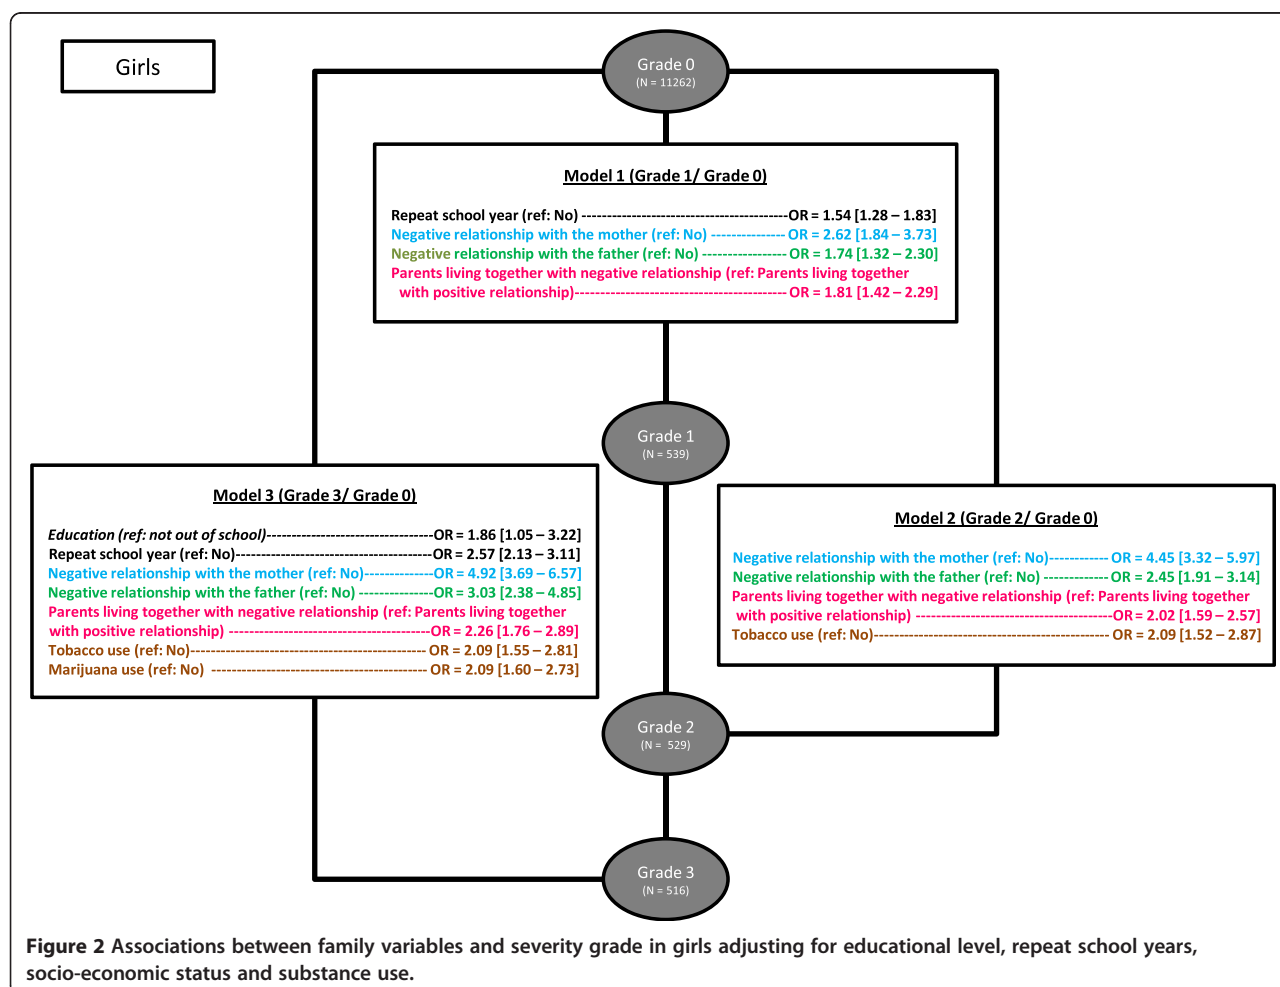 Girls
Grade 0
(N = 11262)
Model 1 (Grade 1/ Grade 0)
Repeat school year (ref: No) ----------------------------------------OR = 1.54 [1.28 – 1.83]
Negative relationship with the mother (ref: No) --------------- OR = 2.62 [1.84 – 3.73]
Negative relationship with the father (ref: No) ----------------- OR = 1.74 [1.32 – 2.30]
Parents living together with negative relationship (ref: Parents living together
with positive relationship)----------------------------------------- OR = 1.81 [1.42 – 2.29]
Grade 1
(N = 539)
Model 3 (Grade 3/ Grade 0)
Education (ref: not out of school)---------------------------------OR = 1.86 [1.05 – 3.22]
Repeat school year (ref: No)---------------------------------------OR = 2.57 [2.13 – 3.11]
Negative relationship with the mother (ref: No)--------------OR = 4.92 [3.69 – 6.57]
Negative relationship with the father (ref: No) ---------------OR = 3.03 [2.38 – 4.85]
Parents living together with negative relationship (ref: Parents living together
with positive relationship) ---------------------------------------- OR = 2.26 [1.76 – 2.89]
Tobacco use (ref: No)---------------------------------------------- OR = 2.09 [1.55 – 2.81]
Marijuana use (ref: No) ------------------------------------------ OR = 2.09 [1.60 – 2.73]
Model 2 (Grade 2/ Grade 0)
Negative relationship with the mother (ref: No)------------ OR = 4.45 [3.32 – 5.97]
Negative relationship with the father (ref: No) ------------- OR = 2.45 [1.91 – 3.14]
Parents living together with negative relationship (ref: Parents living together
with positive relationship) -------------------------------------- OR = 2.02 [1.59 – 2.57]
Tobacco use (ref: No)---------------------------------------------- OR = 2.09 [1.52 – 2.87]
Grade 2
(N = 529)
Grade 3
(N = 516)
Figure 2 Associations between family variables and severity grade in girls adjusting for educational level, repeat school years,
socio-economic status and substance use.